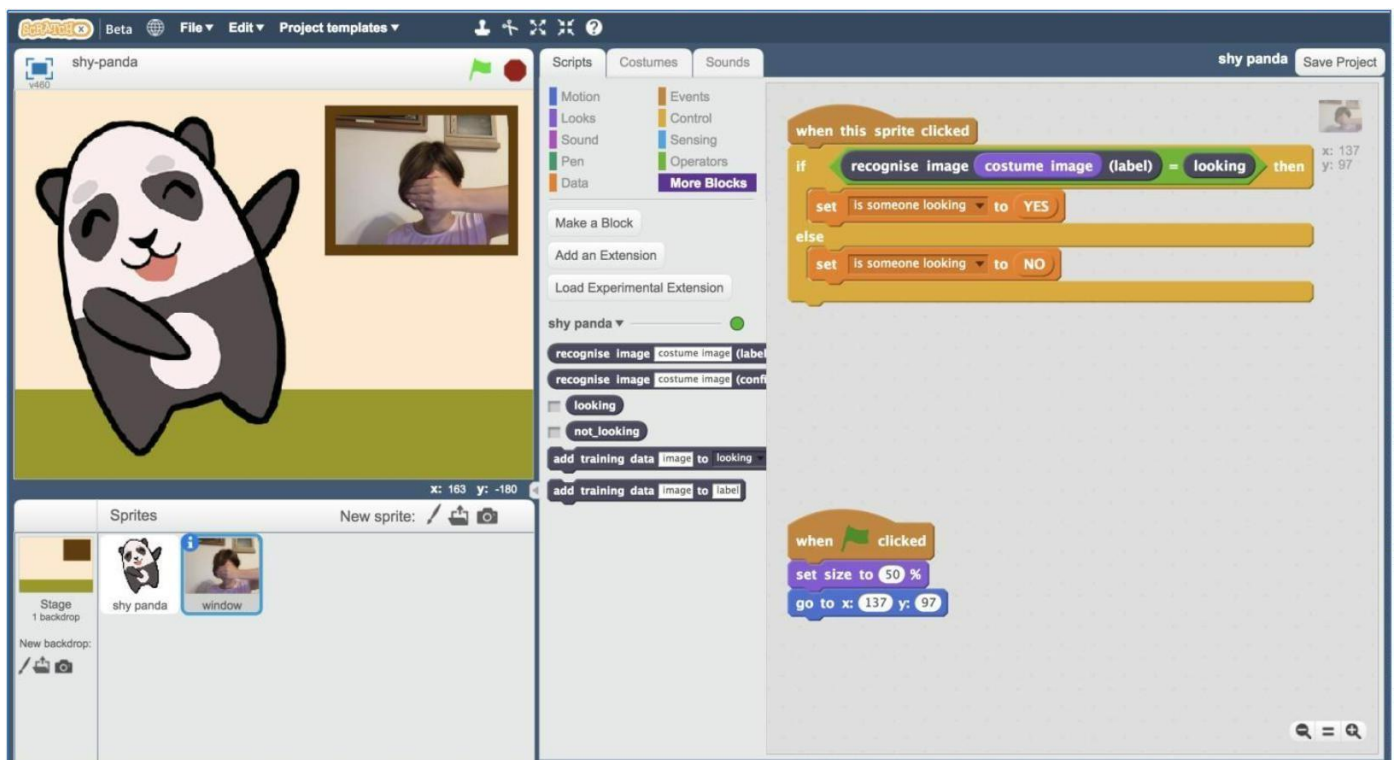 SCRATCHX Beta File▾ Edit▾ Project templates▾
shy-panda
v460
x: 163 y: -180
Sprites New sprite:
Stage
1 backdrop
New backdrop:
shy panda
window
Scripts Costumes Sounds
Motion Events
Looks Control
Sound Sensing
Pen Operators
Data More Blocks
Make a Block
Add an Extension
Load Experimental Extension
shy panda▾
recognise image costume image (label
recognise image costume image (confi
looking
not_looking
add training data image to looking
add training data image to label
shy panda Save Project
x: 137
y: 97
when this sprite clicked
if recognise image costume image (label) = looking then
set is someone looking ▾ to YES
else
set is someone looking ▾ to NO
when clicked
set size to 50 %
go to x: 137 y: 97